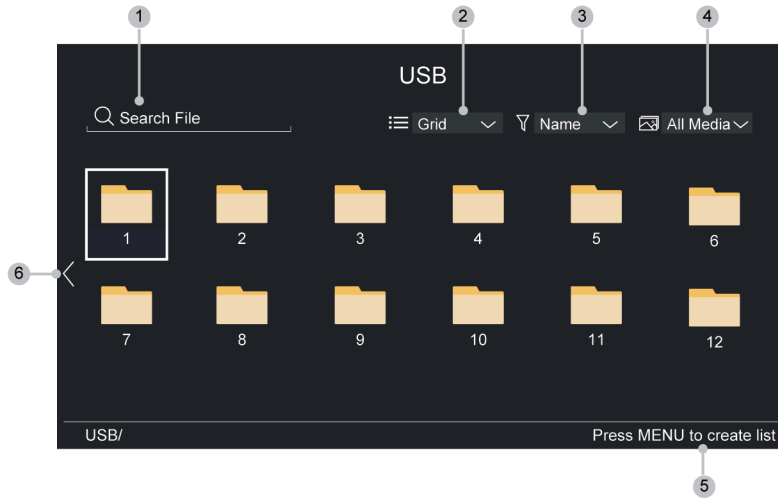 1 2 3 4
USB
Search File Grid Name All Media
1 2 3 4 5 6
6
7 8 9 10 11 12
USB/ Press MENU to create list
5